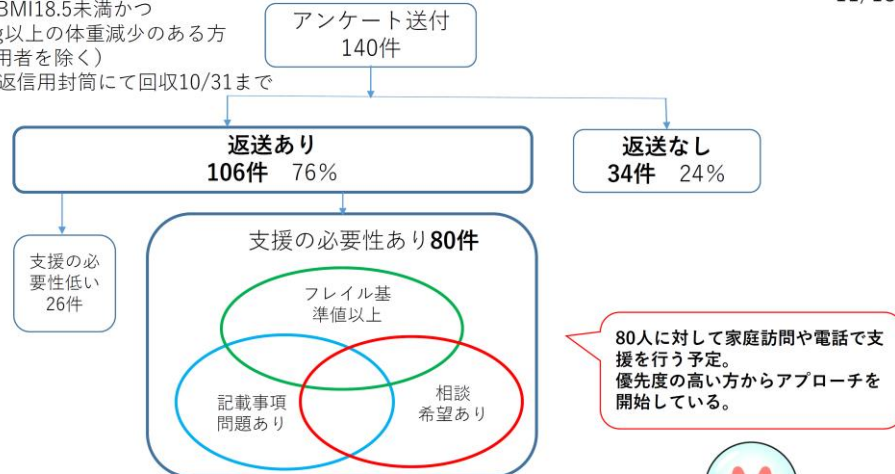 BMI18.5未満かつ
g以上の体重減少のある方
用者を除く）
返信用封筒にて回収10/31まで
アンケート送付
140件
返送あり
106件 76%
返送なし
34件 24%
支援の必
要性低い
26件
支援の必要性あり80件
フレイル基
準値以上
記載事項
問題あり
相談
希望あり
80人に対して家庭訪問や電話で支
援を行う予定。
優先度の高い方からアプローチを
開始している。